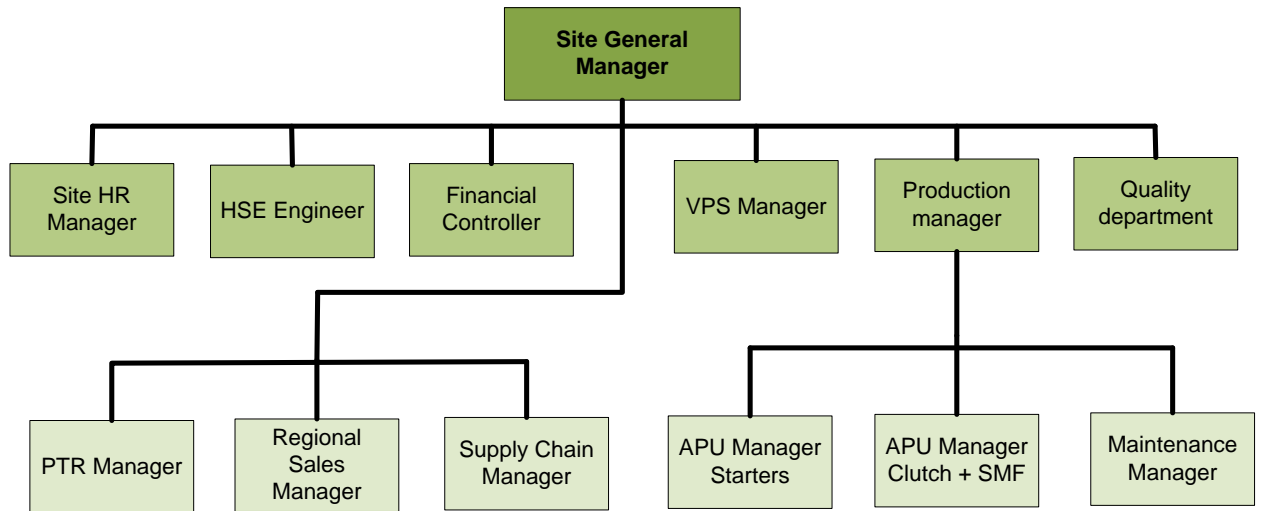 Site General
Manager
Site HR
Manager
HSE Engineer
Financial
Controller
VPS Manager
Production
manager
Quality
department
PTR Manager
Regional
Sales
Manager
Supply Chain
Manager
APU Manager
Starters
APU Manager
Clutch + SMF
Maintenance
Manager